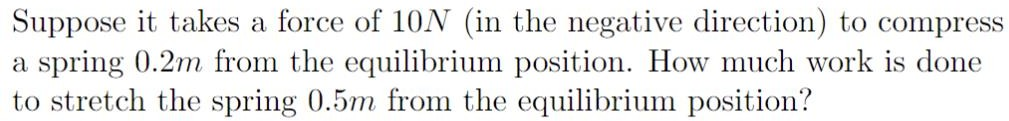 Suppose it takes a force of 10N (in the negative direction) to compress
a spring 0.2m from the equilibrium position. How much work is done
to stretch the spring 0.5m from the equilibrium position?